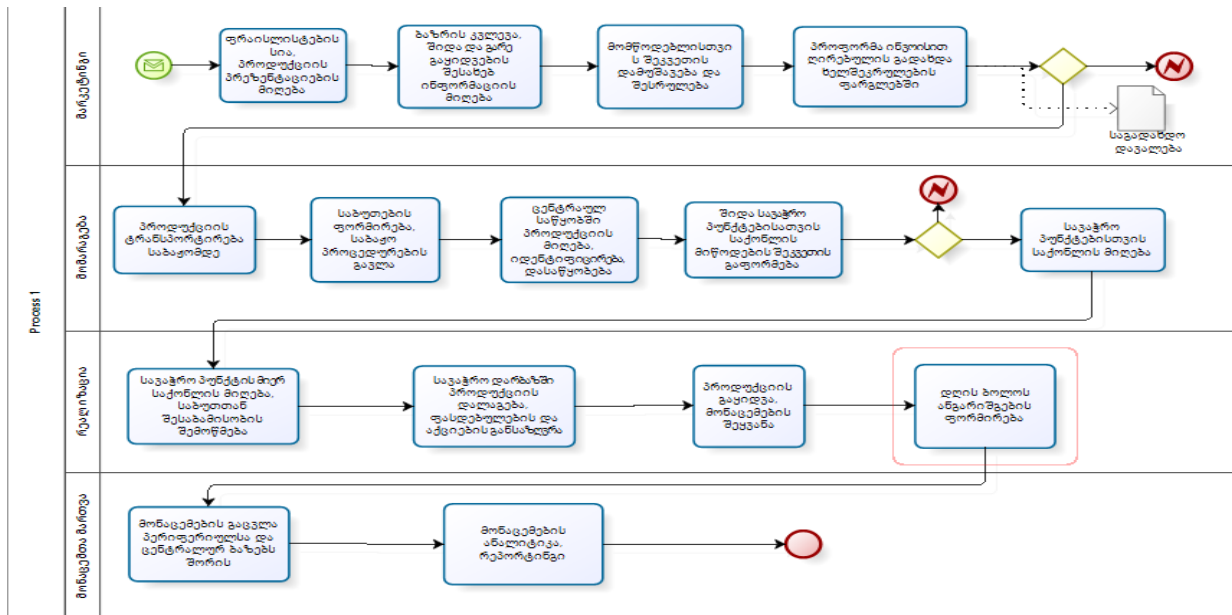 Process 1
მარკეტინგი
ფრაისლისტების
სია,
პროდუქციის
პრეზენტაციების
მიღება
ბაზრის კვლევა,
შიდა და გარე
გაყიდვების
შესახებ
ინფორმაციის
მიღება
მომწოდებლისთვი
ს შეკვეთის
დამუშავება და
შესრულება
პროფორმა ინვოისით
ღირებულის გადახდა
ხელშეკრულების
ფარგლებში
საგადახდო
დავალება
მომარაგება
პროდუქციის
ტრანსპორტირება
საბაჟომდე
საბუთების
ფორმირება,
საბაჟო
პროცედურების
გავლა
ცენტრალურ
საწყობში
პროდუქციის
მიღება,
იდენტიფიცირება,
დასაწყობება
შიდა სავაჭრო
პუნქტებისათვის
საქონლის
მიწოდების შეკვეთის
გაფორმება
სავაჭრო
პუნქტებისთვის
საქონლის მიღება
რეალიზაცია
სავაჭრო პუნქტის მიერ
საქონლის მიღება,
საბუთთან
შესაბამისობის
შემოწმება
სავაჭრო დარბაზში
პროდუქციის
დალაგება,
ფასდებულების და
აქციების განსაზღვრა
პროდუქციის
გაყიდვა,
მონაცემების
შეყვანა
დღის ბოლოს
ანგარიშგების
ფორმირება
მონაცემთა მართვა
მონაცემების გაცვლა
პერიფერიულსა და
ცენტრალურ ბაზებს
შორის
მონაცემების
ანალიტიკა,
რეპორტინგი